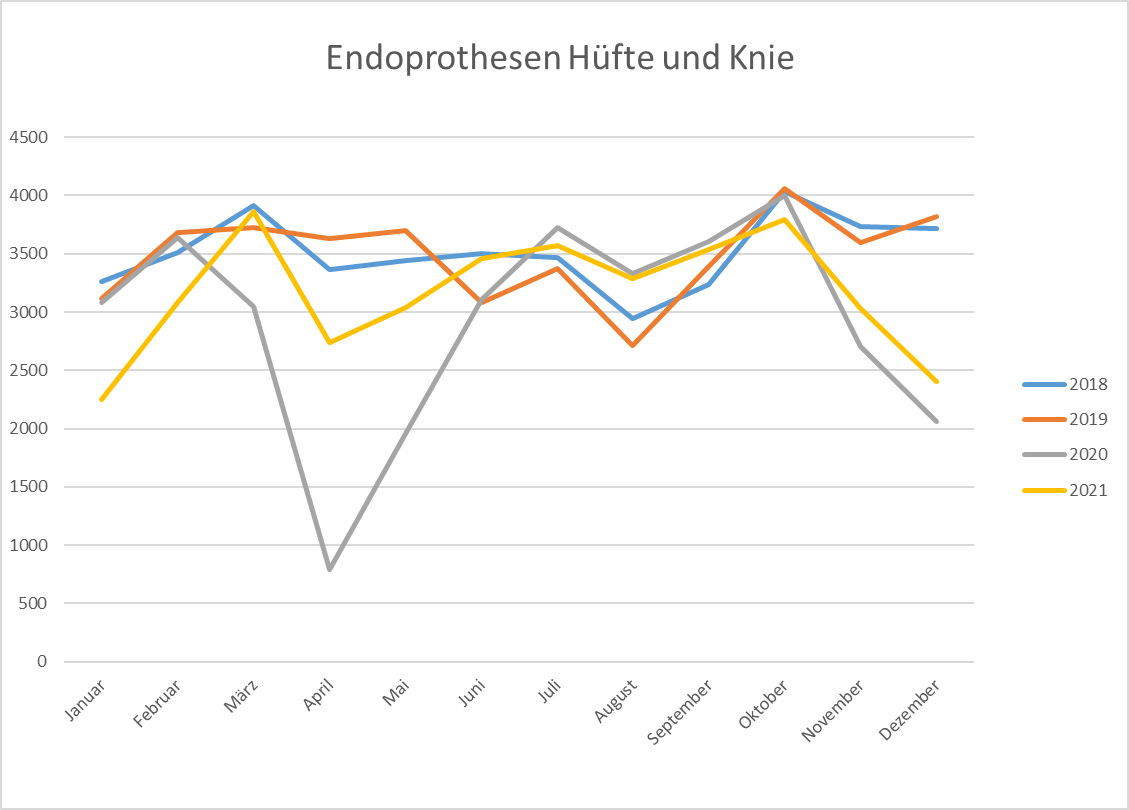 Endoprothesen Hüfte und Knie
4500
4000
3500
3000
2500
2000
1500
1000
500
0
Januar
Februar
März
April
Mai
Juni
Juli
August
September
Oktober
November
Dezember
2018
2019
2020
2021